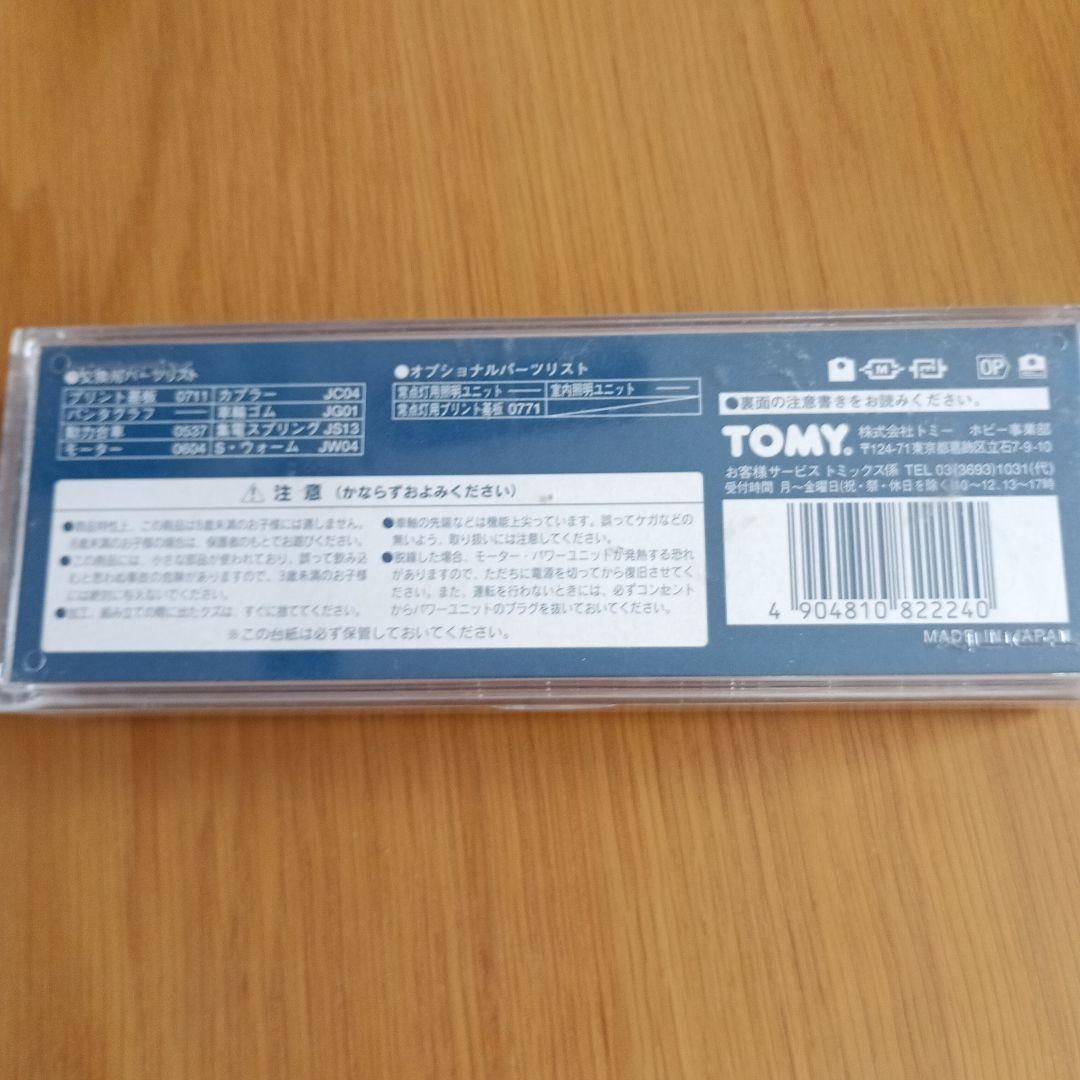 ●交換用パーツリスト
プリント基板 0711 カプラー JC04
パンタグラフ ── 車輪ゴム JG01
動力台車 0537 集電スプリング JS13
モーター 0604 S・ウォーム JW04
●オプショナルパーツリスト
常点灯用照明ユニット ── 室内照明ユニット ──
常点灯用プリント基板 0771
M
OP
●裏面の注意書きをお読みください。
TOMY. 株式会社トミー ホビー事業部
〒124-71東京都葛飾区立石7-9-10
お客様サービス トミックス係 TEL 03(3693)1031(代)
受付時間 月〜金曜日(祝・祭・休日を除く)10〜12、13〜17時
⚠ 注 意 (かならずおよみください)
●商品特性上、この商品は8歳未満のお子様には適しません。
8歳未満のお子様の場合は、保護者のもとでお遊びください。
●この商品には、小さな部品が使われており、誤って飲み込
むと思わぬ事故の危険がありますので、3歳未満のお子様
には絶対に与えないでください。
●加工、組み立ての際に出たクズは、すぐに捨ててください。
●車軸の先端などは機能上尖っています。誤ってケガなどの
無いよう、取り扱いには注意してください。
●脱線した場合、モーター・パワーユニットが発熱する恐れ
がありますので、ただちに電源を切ってから復旧させてく
ださい。また、運転を行わないときには、必ずコンセント
からパワーユニットのプラグを抜いておいてください。
※この台紙は必ず保管しておいてください。
4 904810 822240
MADE IN JAPAN